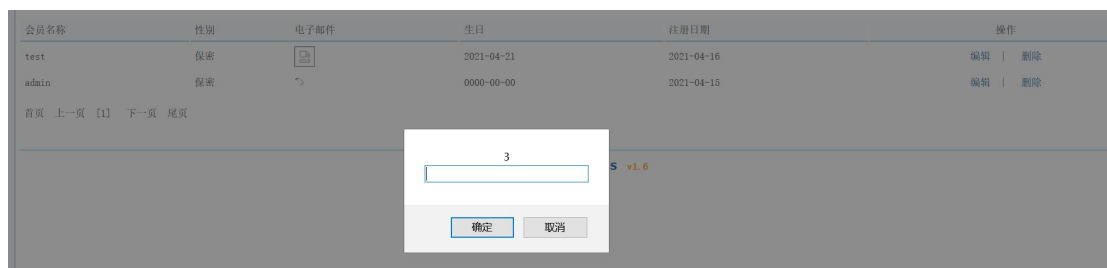 会员名称 性别 电子邮件 生日 注册日期 操作
test 保密 2021-04-21 2021-04-16 编辑 | 删除
admin 保密 "> 0000-00-00 2021-04-15 编辑 | 删除
首页 上一页 [1] 下一页 尾页
3
S v1.6
确定 取消